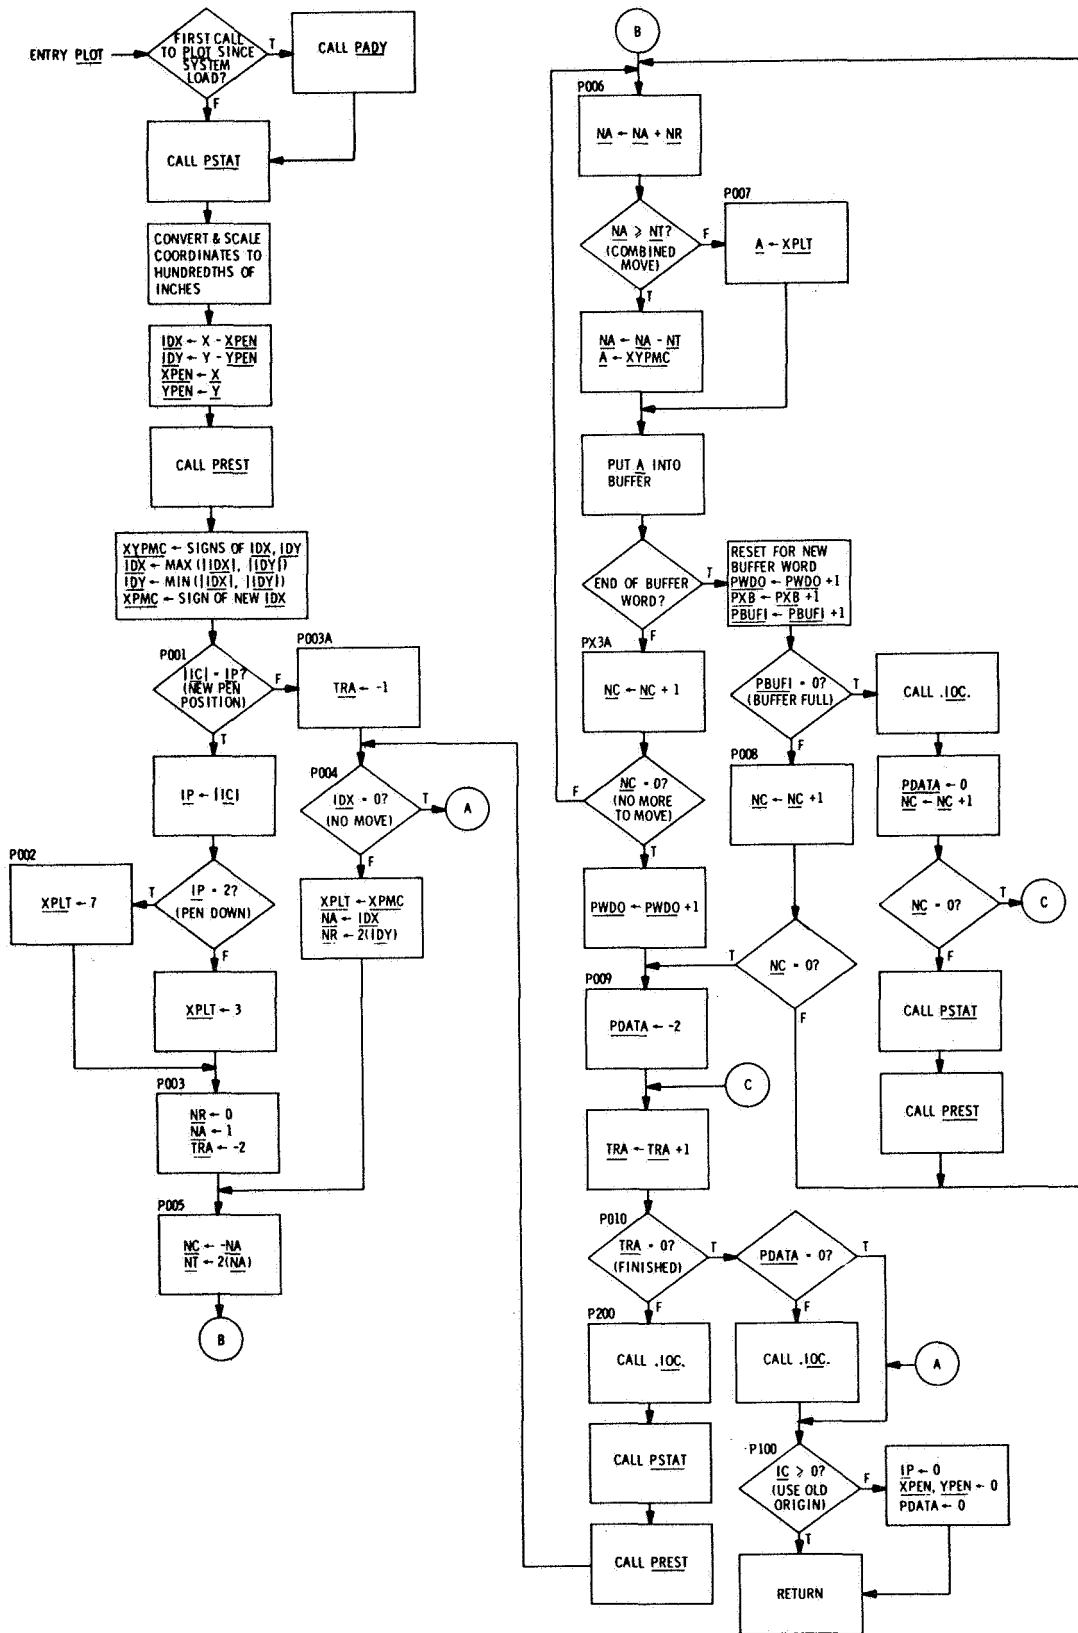 ENTRY PLOT
FIRST CALL
TO PLOT SINCE
SYSTEM
LOAD?
T
F
CALL PADY
CALL PSTAT
CONVERT & SCALE
COORDINATES TO
HUNDREDTHS OF
INCHES
IDX ← X - XPEN
IDY ← Y - YPEN
XPEN ← X
YPEN ← Y
CALL PREST
XYPMC ← SIGNS OF IDX, IDY
IDX ← MAX (|IDX|, |IDY|)
IDY ← MIN (|IDX|, |IDY|)
XPMC ← SIGN OF NEW IDX
P001
|IC| = IP?
(NEW PEN
POSITION)
F
T
P003A
TRA ← -1
IP ← |IC|
P004
IDX = 0?
(NO MOVE)
T
A
F
P002
XPLT ← 7
T
IP = 2?
(PEN DOWN)
F
XPLT ← XPMC
NA ← IDX
NR ← 2(IDY)
XPLT ← 3
P003
NR ← 0
NA ← 1
TRA ← -2
P005
NC ← -NA
NT ← 2(NA)
B
B
P006
NA ← NA + NR
NA ≥ NT?
(COMBINED
MOVE)
F
T
P007
A ← XPLT
NA ← NA - NT
A ← XYPMC
PUT A INTO
BUFFER
END OF BUFFER
WORD?
T
F
RESET FOR NEW
BUFFER WORD
PWDO ← PWDO +1
PXB ← PXB +1
PBUFI ← PBUFI +1
PX3A
NC ← NC + 1
PBUFI = 0?
(BUFFER FULL)
T
F
CALL .IOC.
NC = 0?
(NO MORE
TO MOVE)
F
T
P008
NC ← NC +1
PDATA ← 0
NC ← NC +1
PWDO ← PWDO +1
NC = 0?
T
F
NC = 0?
T
C
F
P009
PDATA ← -2
CALL PSTAT
C
CALL PREST
TRA ← TRA +1
P010
TRA = 0?
(FINISHED)
T
F
PDATA = 0?
T
F
P200
CALL .IOC.
CALL .IOC.
A
CALL PSTAT
P100
IC ≥ 0?
(USE OLD
ORIGIN)
F
T
IP ← 0
XPEN, YPEN ← 0
PDATA ← 0
CALL PREST
RETURN